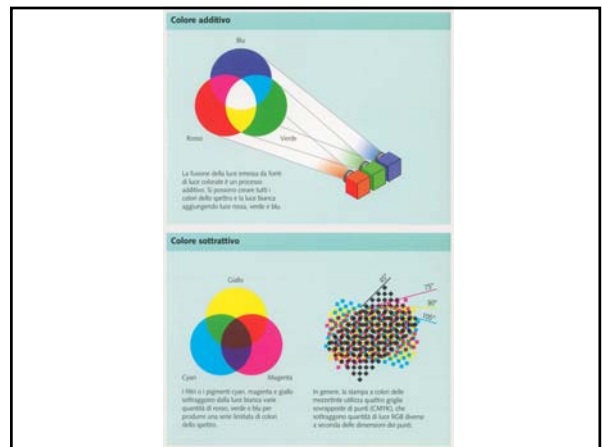 Colore additivo
Blu
Rosso
Verde
La fusione della luce emessa da fonti
di luce colorate è un processo
additivo. Si possono creare tutti i
colori dello spettro e la luce bianca
aggiungendo luce rossa, verde e blu.
Colore sottrattivo
Giallo
Cyan
Magenta
I filtri o i pigmenti cyan, magenta e giallo
sottraggono dalla luce bianca varie
quantità di rosso, verde e blu per
produrre una serie limitata di colori
dello spettro.
45°
75°
90°
105°
In genere, la stampa a colori delle
mezzetinte utilizza quattro griglie
sovrapposte di punti (CMYK), che
sottraggono quantità di luce RGB diverse
a seconda delle dimensioni dei punti.